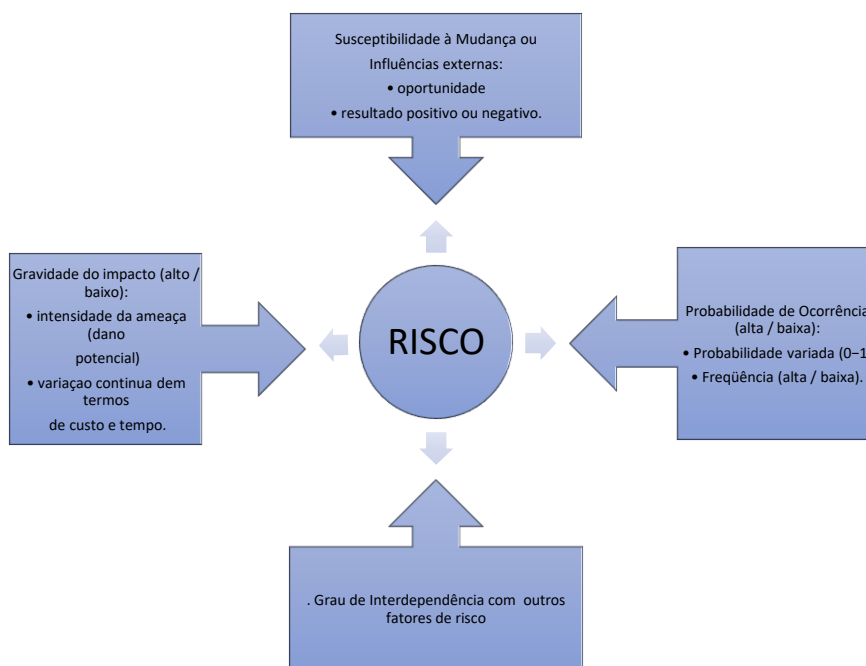 Susceptibilidade à Mudança ou
Influências externas:
• oportunidade
• resultado positivo ou negativo.
Gravidade do impacto (alto /
baixo):
• intensidade da ameaça
(dano
potencial)
• variaçao continua dem
termos
de custo e tempo.
RISCO
Probabilidade de Ocorrência
(alta / baixa):
• Probabilidade variada (0–1
• Freqüência (alta / baixa).
. Grau de Interdependência com outros
fatores de risco